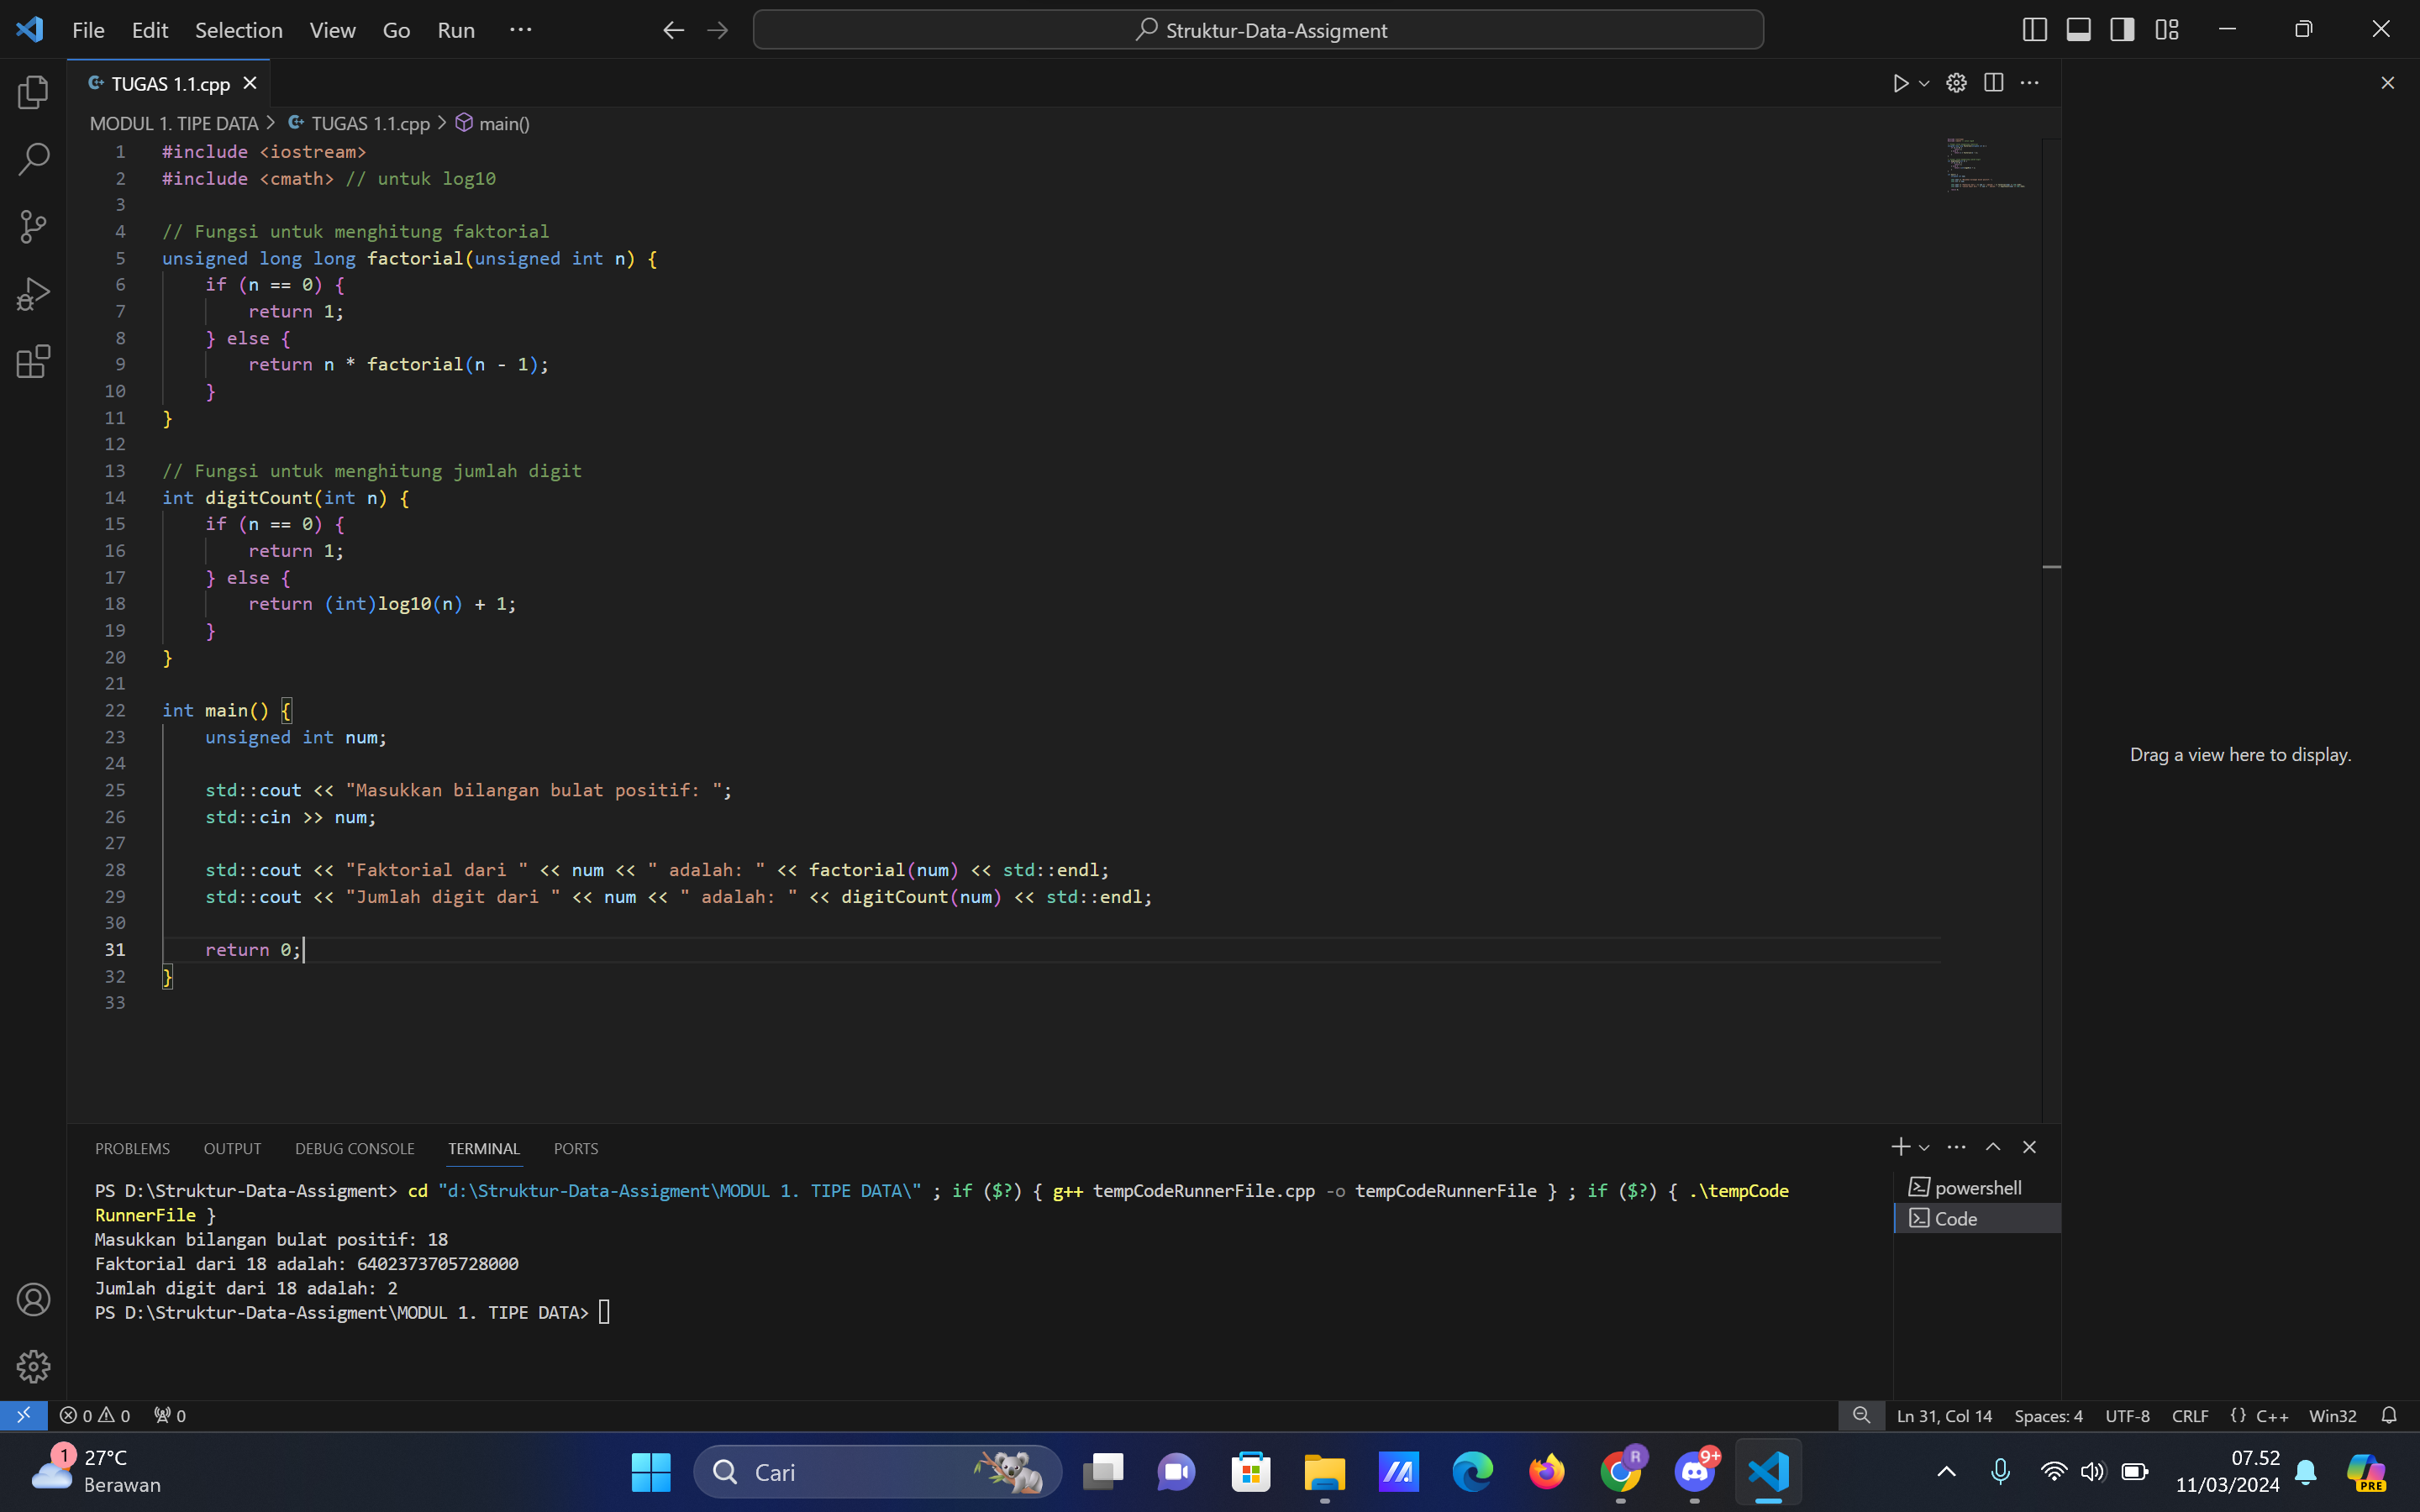 File Edit Selection View Go Run ···
Struktur-Data-Assigment
TUGAS 1.1.cpp
MODUL 1. TIPE DATA > TUGAS 1.1.cpp > main()
1 #include <iostream>
2 #include <cmath> // untuk log10
3
4 // Fungsi untuk menghitung faktorial
5 unsigned long long factorial(unsigned int n) {
6     if (n == 0) {
7         return 1;
8     } else {
9         return n * factorial(n - 1);
10     }
11 }
12
13 // Fungsi untuk menghitung jumlah digit
14 int digitCount(int n) {
15     if (n == 0) {
16         return 1;
17     } else {
18         return (int)log10(n) + 1;
19     }
20 }
21
22 int main() {
23     unsigned int num;
24
25     std::cout << "Masukkan bilangan bulat positif: ";
26     std::cin >> num;
27
28     std::cout << "Faktorial dari " << num << " adalah: " << factorial(num) << std::endl;
29     std::cout << "Jumlah digit dari " << num << " adalah: " << digitCount(num) << std::endl;
30
31     return 0;
32 }
33
Drag a view here to display.
PROBLEMS OUTPUT DEBUG CONSOLE TERMINAL PORTS
PS D:\Struktur-Data-Assigment> cd "d:\Struktur-Data-Assigment\MODUL 1. TIPE DATA\" ; if ($?) { g++ tempCodeRunnerFile.cpp -o tempCodeRunnerFile } ; if ($?) { .\tempCode
RunnerFile }
Masukkan bilangan bulat positif: 18
Faktorial dari 18 adalah: 6402373705728000
Jumlah digit dari 18 adalah: 2
PS D:\Struktur-Data-Assigment\MODUL 1. TIPE DATA>
powershell
Code
0 0 0
Ln 31, Col 14 Spaces: 4 UTF-8 CRLF {} C++ Win32
1
27°C
Berawan
Cari
R
9+
07.52
11/03/2024
PRE